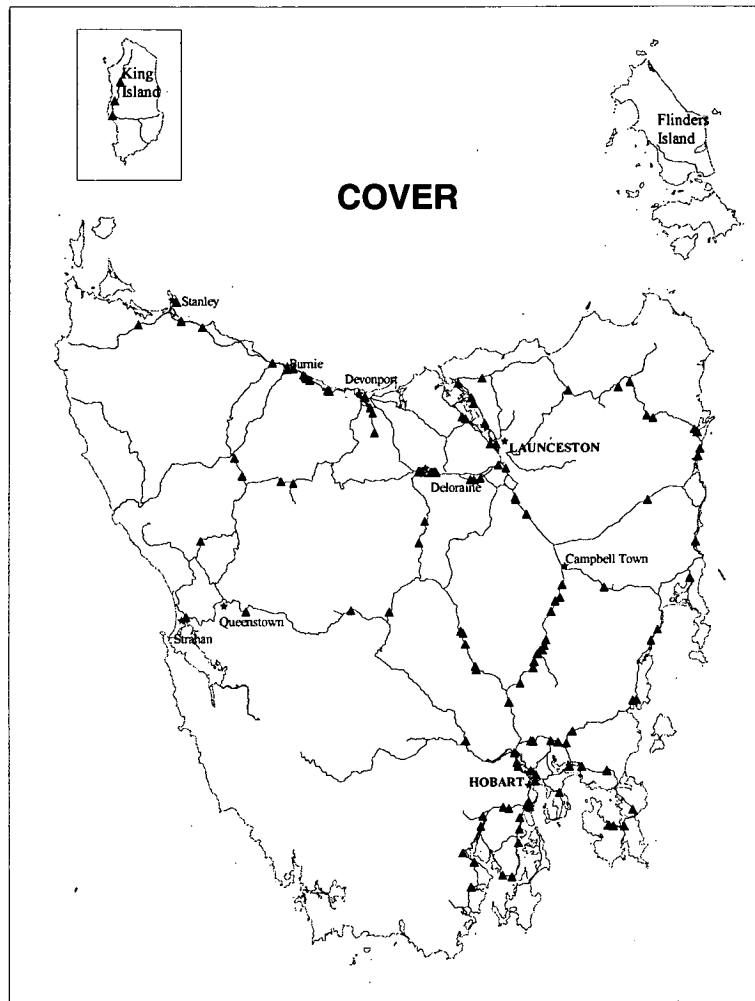 King
Island
Flinders
Island
COVER
Stanley
Burnie
Devonport
LAUNCESTON
Deloraine
Campbell Town
Queenstown
Strahan
HOBART